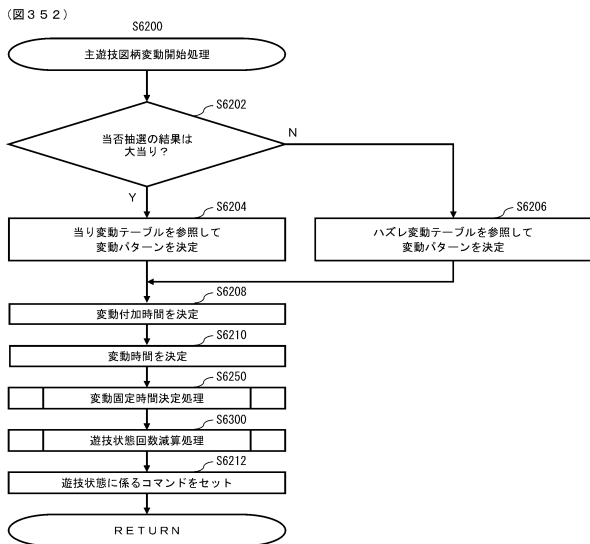 (図352)
S6200
主遊技図柄変動開始処理
S6202
当否抽選の結果は
大当り?
N
Y
S6204
当り変動テーブルを参照して
変動パターンを決定
S6206
ハズレ変動テーブルを参照して
変動パターンを決定
S6208
変動付加時間を決定
S6210
変動時間を決定
S6250
変動固定時間決定処理
S6300
遊技状態回数減算処理
S6212
遊技状態に係るコマンドをセット
RETURN